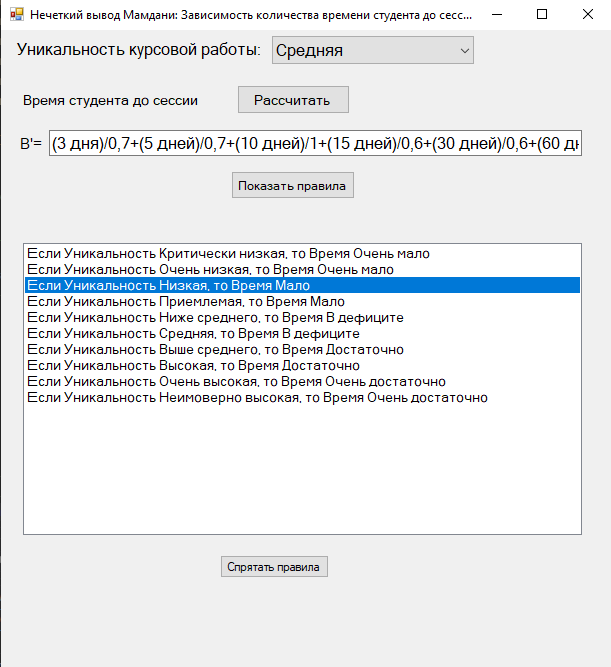 Нечеткий вывод Мамдани: Зависимость количества времени студента до сесс...
Уникальность курсовой работы: Средняя
Время студента до сессии Рассчитать
B'= (3 дня)/0,7+(5 дней)/0,7+(10 дней)/1+(15 дней)/0,6+(30 дней)/0,6+(60 дн
Показать правила
Если Уникальность Критически низкая, то Время Очень мало
Если Уникальность Очень низкая, то Время Очень мало
Если Уникальность Низкая, то Время Мало
Если Уникальность Приемлемая, то Время Мало
Если Уникальность Ниже среднего, то Время В дефиците
Если Уникальность Средняя, то Время В дефиците
Если Уникальность Выше среднего, то Время Достаточно
Если Уникальность Высокая, то Время Достаточно
Если Уникальность Очень высокая, то Время Очень достаточно
Если Уникальность Неимоверно высокая, то Время Очень достаточно
Спрятать правила